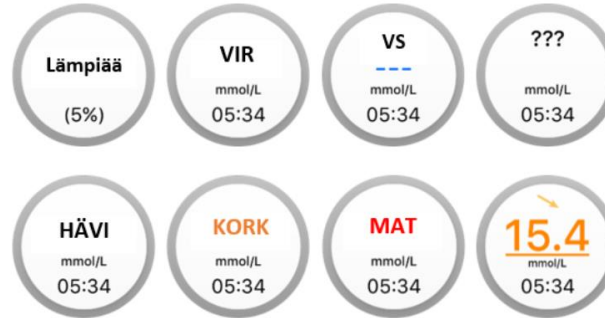 Lämpiää
(5%)
VIR
mmol/L
05:34
VS
---
mmol/L
05:34
???
mmol/L
05:34
HÄVI
mmol/L
05:34
KORK
mmol/L
05:34
MAT
mmol/L
05:34
15.4
mmol/L
05:34